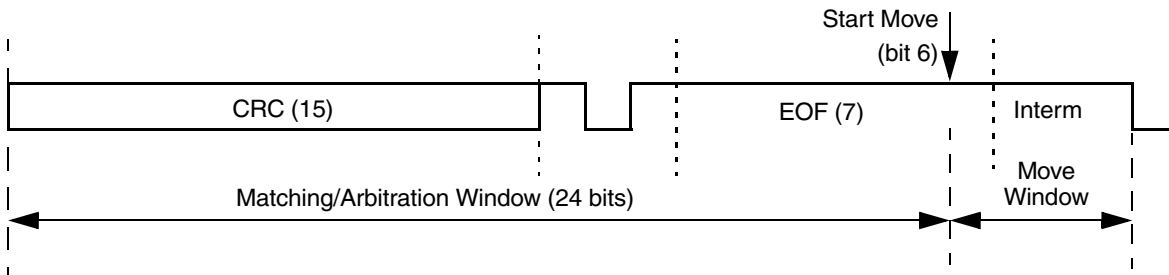 Start Move
(bit 6)
CRC (15)
EOF (7)
Interm
Matching/Arbitration Window (24 bits)
Move
Window